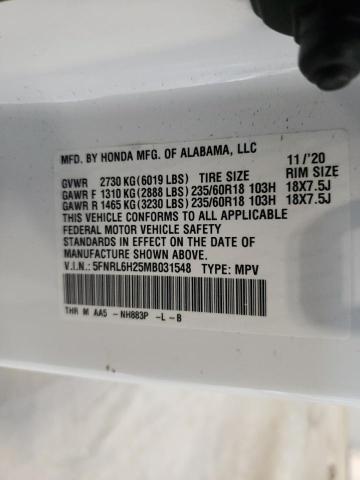 MFD. BY HONDA MFG. OF ALABAMA, LLC 11/'20
GVWR 2730 KG (6019 LBS) TIRE SIZE RIM SIZE
GAWR F 1310 KG (2888 LBS) 235/60R18 103H 18X7.5J
GAWR R 1465 KG (3230 LBS) 235/60R18 103H 18X7.5J
THIS VEHICLE CONFORMS TO ALL APPLICABLE
FEDERAL MOTOR VEHICLE SAFETY
STANDARDS IN EFFECT ON THE DATE OF
MANUFACTURE SHOWN ABOVE.
V.I.N.: 5FNRL6H25MB031548 TYPE: MPV
THR M AA5 - NH883P -L -B